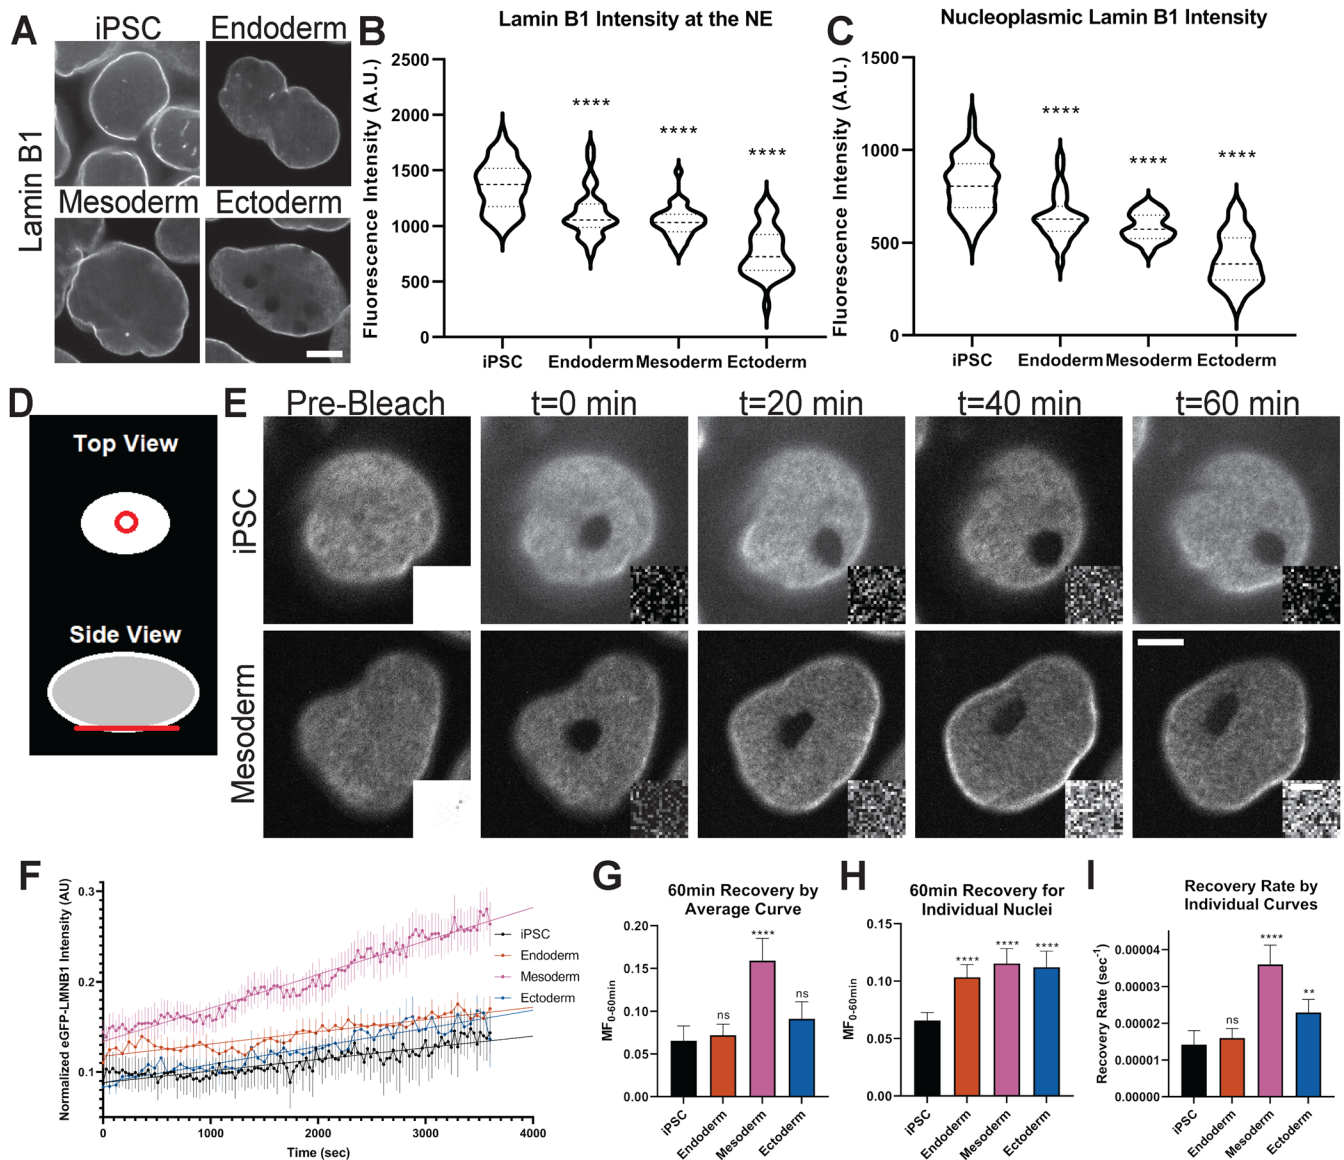 A
iPSC
Endoderm
Lamin B1
Mesoderm
Ectoderm
B
Lamin B1 Intensity at the NE
Fluorescence Intensity (A.U.)
2500
2000
1500
1000
500
0
****
****
****
iPSC
Endoderm
Mesoderm
Ectoderm
C
Nucleoplasmic Lamin B1 Intensity
Fluorescence Intensity (A.U.)
1500
1000
500
0
****
****
****
iPSC
Endoderm
Mesoderm
Ectoderm
D
Top View
Side View
E
Pre-Bleach
t=0 min
t=20 min
t=40 min
t=60 min
iPSC
Mesoderm
F
Normalized eGFP-LMNB1 Intensity (AU)
0.3
0.2
0.1
0
1000
2000
3000
4000
Time (sec)
iPSC
Endoderm
Mesoderm
Ectoderm
G
60min Recovery by
Average Curve
MF0-60min
0.20
0.15
0.10
0.05
0.00
ns
****
ns
iPSC
Endoderm
Mesoderm
Ectoderm
H
60min Recovery for
Individual Nuclei
MF0-60min
0.15
0.10
0.05
0.00
****
****
****
iPSC
Endoderm
Mesoderm
Ectoderm
I
Recovery Rate by
Individual Curves
Recovery Rate (sec-1)
0.00004
0.00003
0.00002
0.00001
0.00000
ns
****
**
iPSC
Endoderm
Mesoderm
Ectoderm